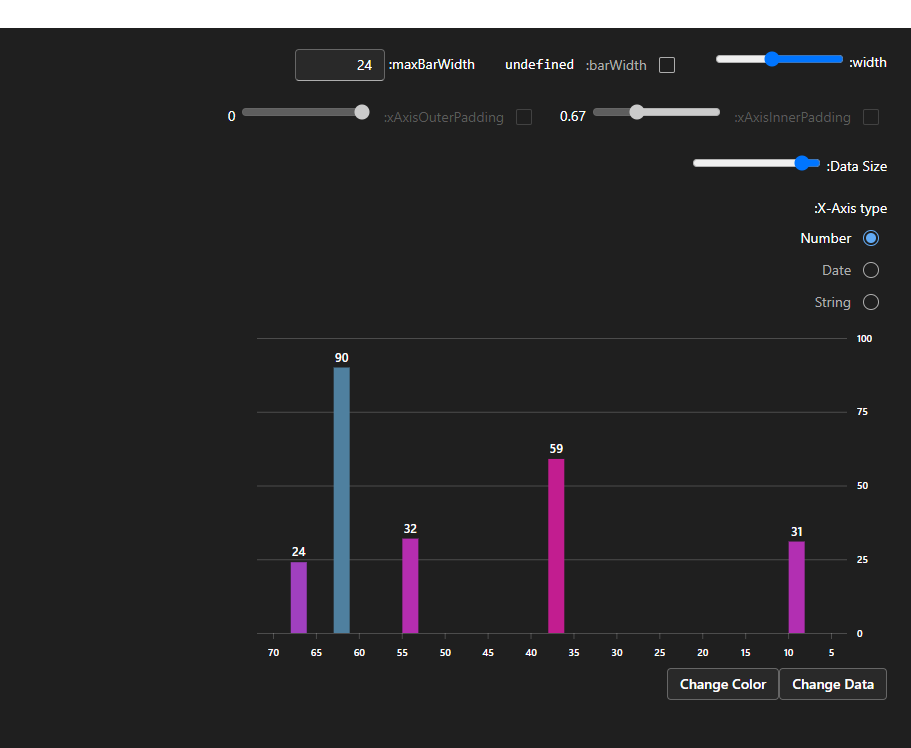 :width
:barWidth undefined
:maxBarWidth 24
:xAxisInnerPadding 0.67
:xAxisOuterPadding 0
:Data Size
:X-Axis type
Number
Date
String
100
90
75
59
50
32
31
24
25
0
70 65 60 55 50 45 40 35 30 25 20 15 10 5
Change Color Change Data